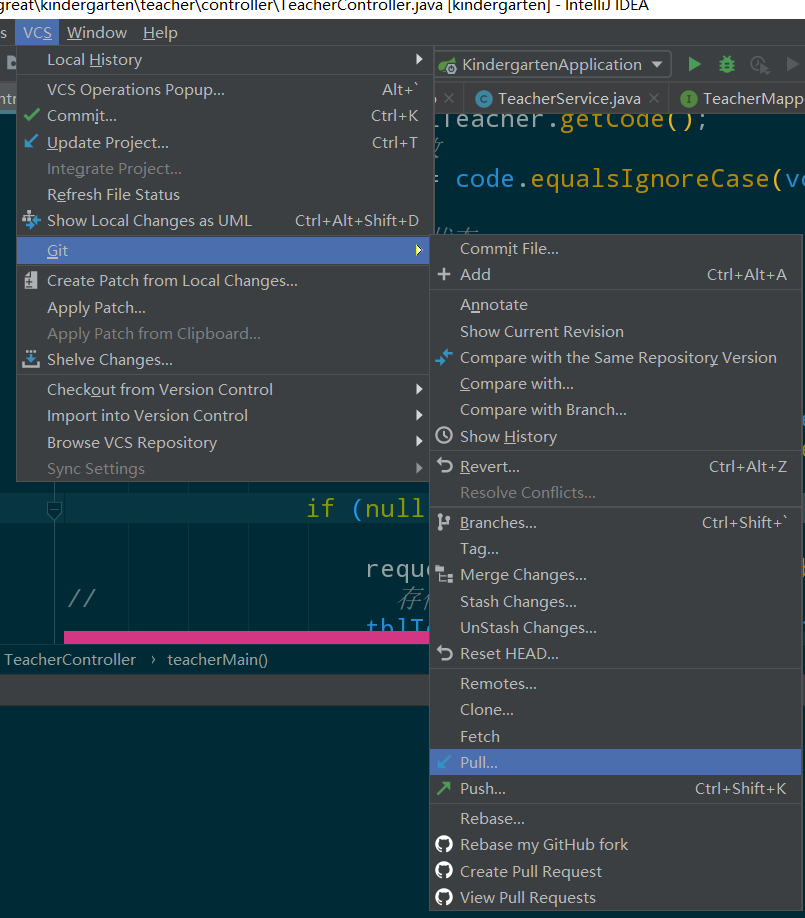 great\kindergarten\teacher\controller\TeacherController.java [kindergarten] - IntelliJ IDEA
VCS Window Help
Local History
KindergartenApplication
VCS Operations Popup... Alt+`
TeacherService.java TeacherMapp
Commit... Ctrl+K
Teacher.getCode();
Update Project... Ctrl+T
Integrate Project...
= code.equalsIgnoreCase(
Refresh File Status
Show Local Changes as UML Ctrl+Alt+Shift+D
Git
Create Patch from Local Changes...
Apply Patch...
Apply Patch from Clipboard...
Shelve Changes...
Checkout from Version Control
Import into Version Control
Browse VCS Repository
Sync Settings
Commit File...
Add Ctrl+Alt+A
Annotate
Show Current Revision
Compare with the Same Repository Version
Compare with...
Compare with Branch...
Show History
Revert... Ctrl+Alt+Z
Resolve Conflicts...
Branches... Ctrl+Shift+`
Tag...
Merge Changes...
Stash Changes...
UnStash Changes...
Reset HEAD...
Remotes...
Clone...
Fetch
Pull...
Push... Ctrl+Shift+K
Rebase...
Rebase my GitHub fork
Create Pull Request
View Pull Requests
if (null
reque
// 存
tblT
TeacherController › teacherMain()